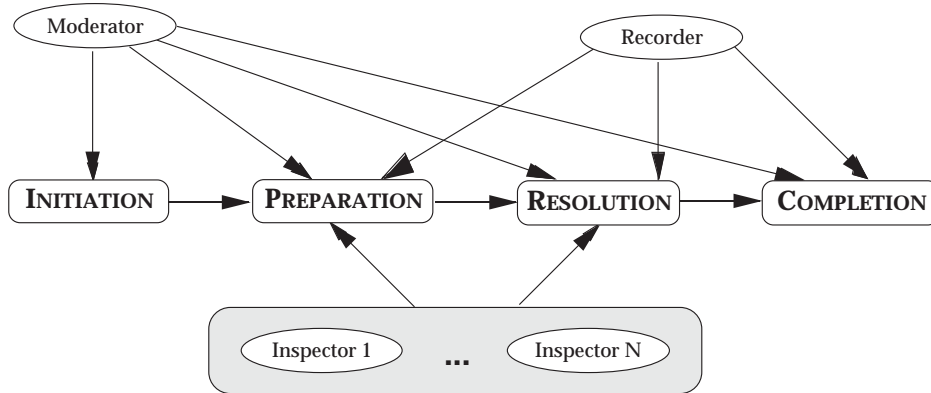 Moderator
Recorder
INITIATION
PREPARATION
RESOLUTION
COMPLETION
Inspector 1
...
Inspector N